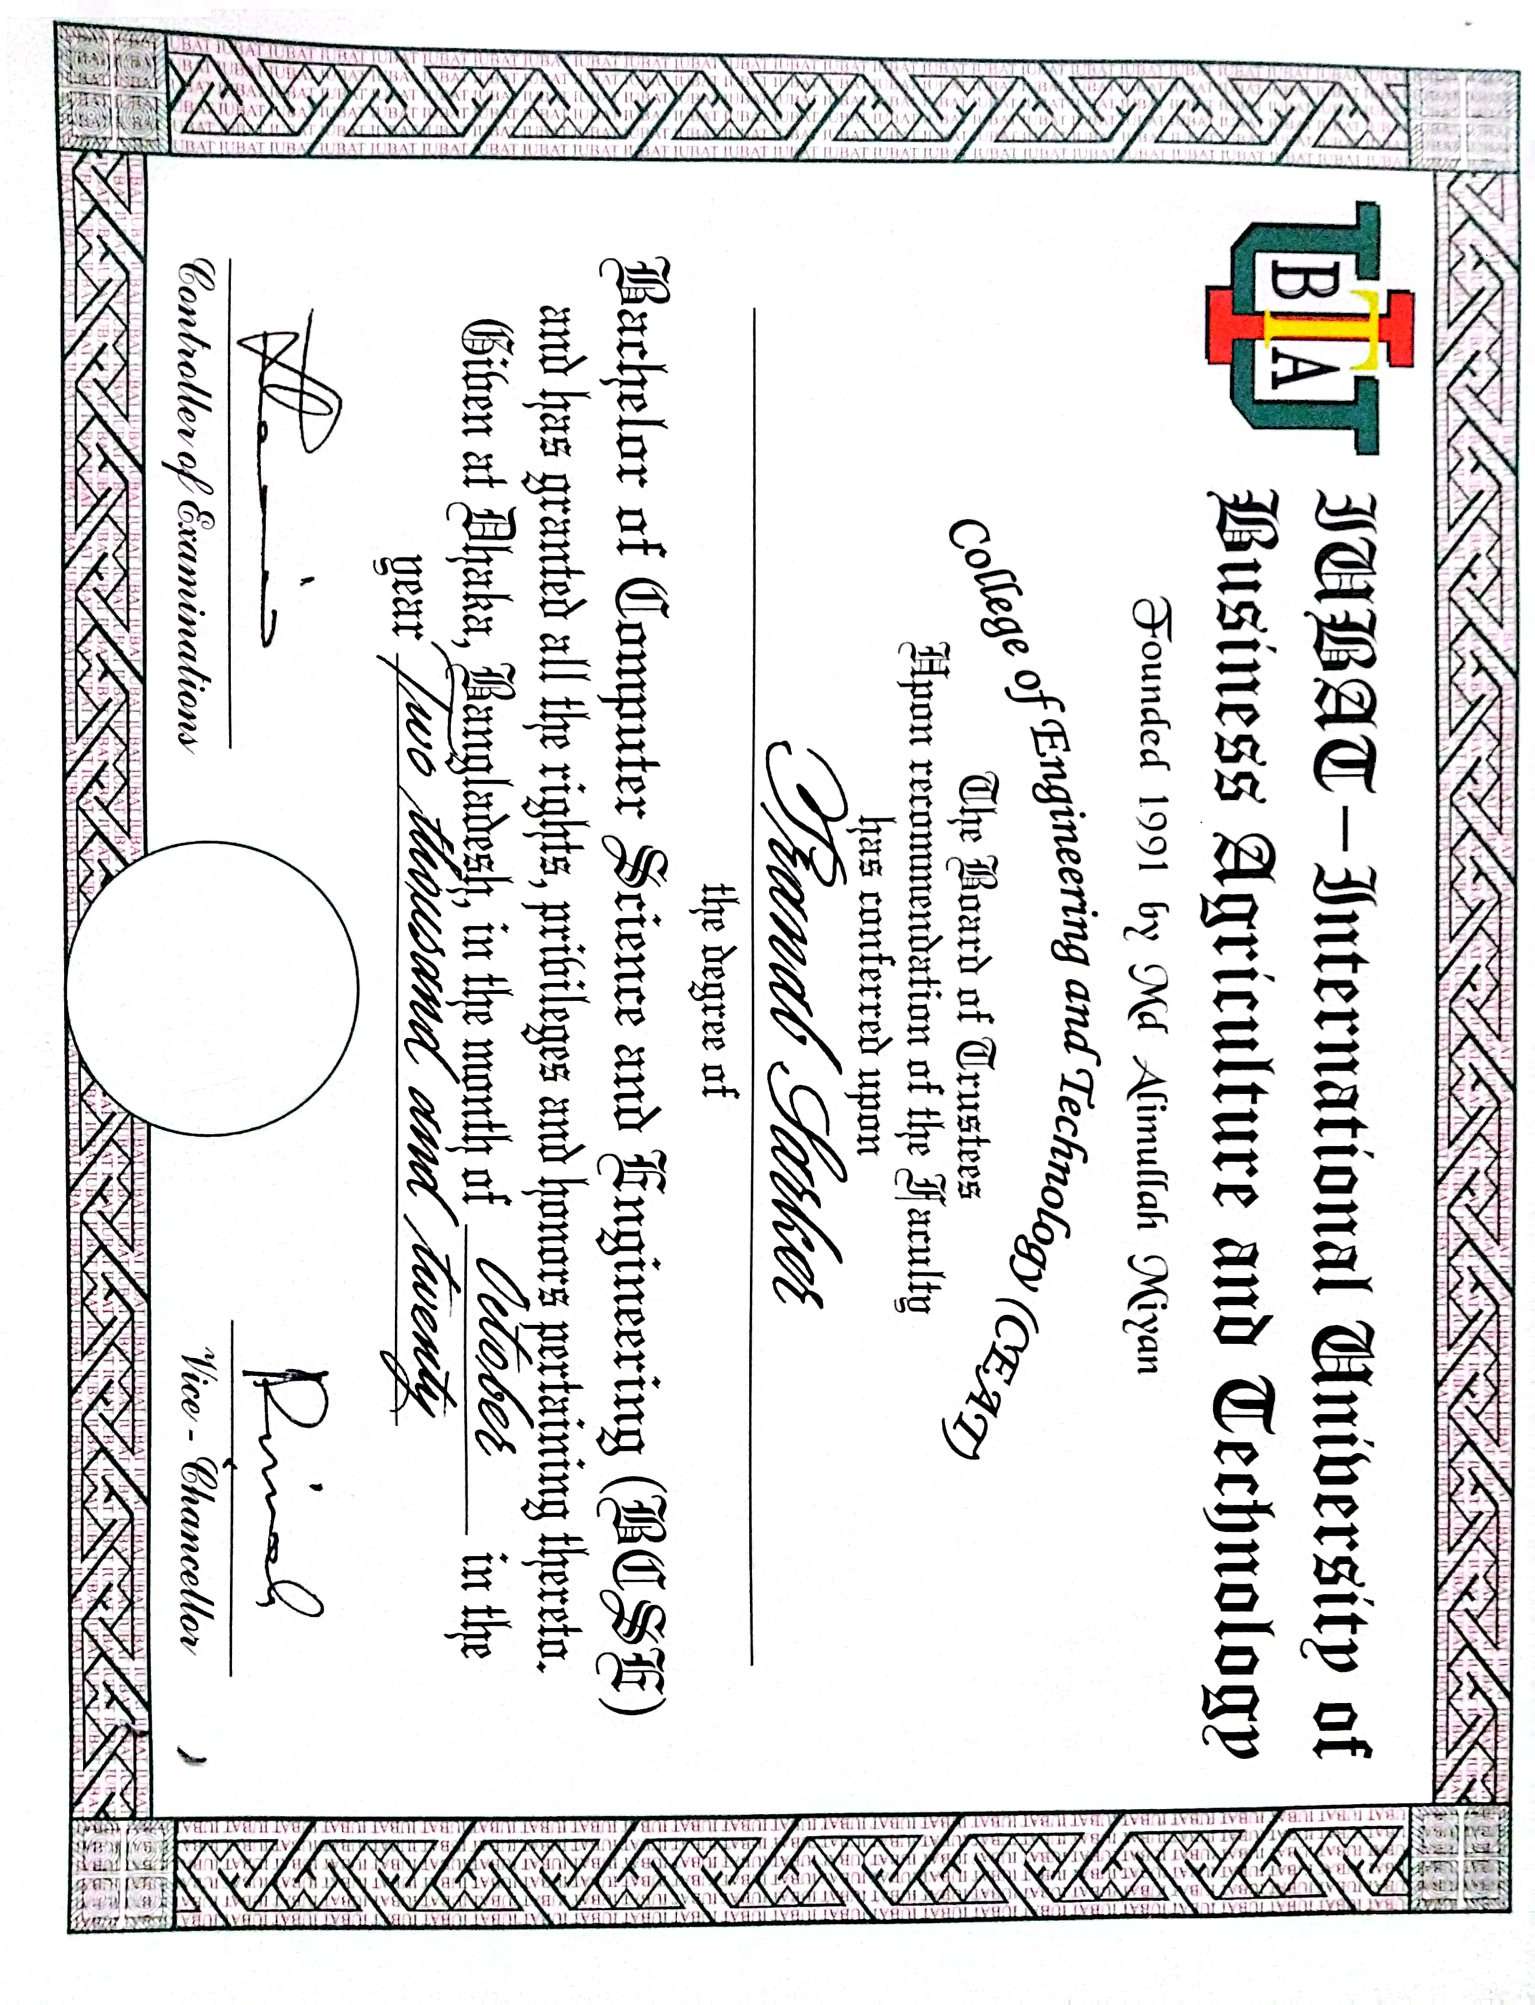 IUBAT
IUBAT – International University of
Business Agriculture and Technology
Founded 1991 by Md Alimullah Miyan
College of Engineering and Technology (CEAT)
The Board of Trustees
Upon recommendation of the Faculty
has conferred upon
Pranab Sarker
the degree of
Bachelor of Computer Science and Engineering (BCSE)
and has granted all the rights, privileges and honors pertaining thereto.
Given at Dhaka, Bangladesh, in the month of October in the
year Two thousand and twenty
Controller of Examinations
Vice - Chancellor